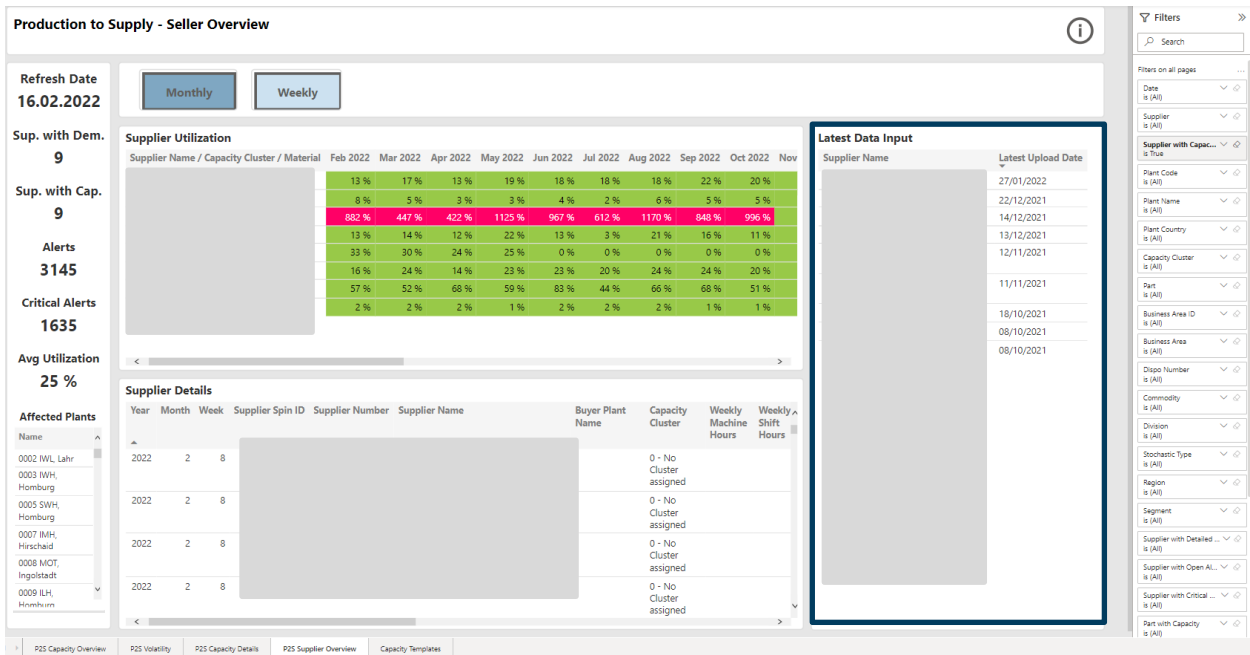 Production to Supply - Seller Overview
Refresh Date
16.02.2022
Sup. with Dem.
9
Sup. with Cap.
9
Alerts
3145
Critical Alerts
1635
Avg Utilization
25 %
Affected Plants
Name
0002 IWL, Lahr
0003 IWH,
Homburg
0005 SWH,
Homburg
0007 IMH,
Hirschaid
0008 MOT,
Ingolstadt
0009 ILH,
Homburg
Monthly Weekly
Supplier Utilization
Supplier Name / Capacity Cluster / Material Feb 2022 Mar 2022 Apr 2022 May 2022 Jun 2022 Jul 2022 Aug 2022 Sep 2022 Oct 2022 Nov
13 % 17 % 13 % 19 % 18 % 18 % 18 % 22 % 20 %
8 % 5 % 3 % 3 % 4 % 2 % 6 % 5 % 5 %
882 % 447 % 422 % 1125 % 967 % 612 % 1170 % 848 % 996 %
13 % 14 % 12 % 22 % 13 % 3 % 21 % 16 % 11 %
33 % 30 % 24 % 25 % 0 % 0 % 0 % 0 % 0 %
16 % 24 % 14 % 23 % 23 % 20 % 24 % 24 % 20 %
57 % 52 % 68 % 59 % 83 % 44 % 66 % 68 % 51 %
2 % 2 % 2 % 1 % 2 % 2 % 2 % 1 % 1 %
Supplier Details
Year Month Week Supplier Spin ID Supplier Number Supplier Name Buyer Plant Capacity Weekly Weekly
Name Cluster Machine Shift
Hours Hours
2022 2 8 0 - No
Cluster
assigned
2022 2 8 0 - No
Cluster
assigned
2022 2 8 0 - No
Cluster
assigned
2022 2 8 0 - No
Cluster
assigned
Latest Data Input
Supplier Name Latest Upload Date
27/01/2022
22/12/2021
14/12/2021
13/12/2021
12/11/2021
11/11/2021
18/10/2021
08/10/2021
08/10/2021
Filters
Search
Filters on all pages ...
Date
is (All)
Supplier
is (All)
Supplier with Capac...
is True
Plant Code
is (All)
Plant Name
is (All)
Plant Country
is (All)
Capacity Cluster
is (All)
Part
is (All)
Business Area ID
is (All)
Business Area
is (All)
Dispo Number
is (All)
Commodity
is (All)
Division
is (All)
Stochastic Type
is (All)
Region
is (All)
Segment
is (All)
Supplier with Detailed ...
is (All)
Supplier with Open Al...
is (All)
Supplier with Critical ...
is (All)
Part with Capacity
is (All)
P2S Capacity Overview P2S Volatility P2S Capacity Details P2S Supplier Overview Capacity Templates